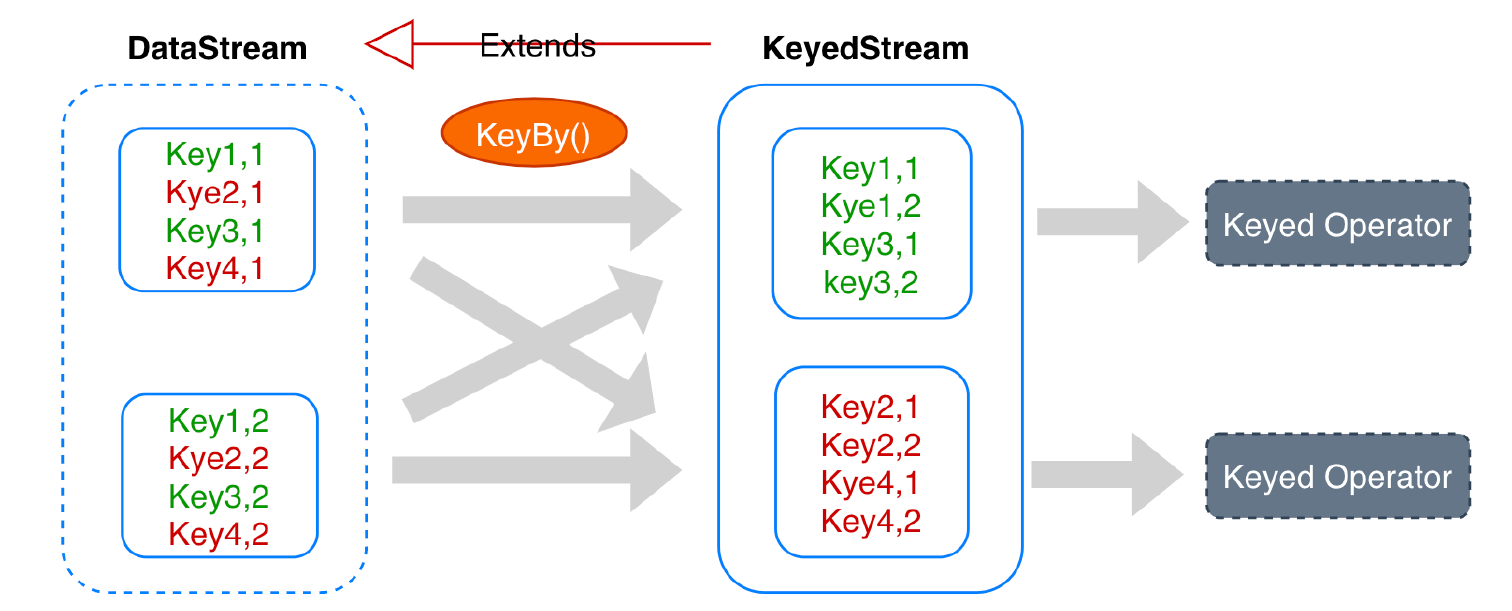 DataStream
Extends
KeyedStream
KeyBy()
Key1,1
Kye2,1
Key3,1
Key4,1
Key1,2
Kye2,2
Key3,2
Key4,2
Key1,1
Kye1,2
Key3,1
key3,2
Key2,1
Key2,2
Kye4,1
Key4,2
Keyed Operator
Keyed Operator